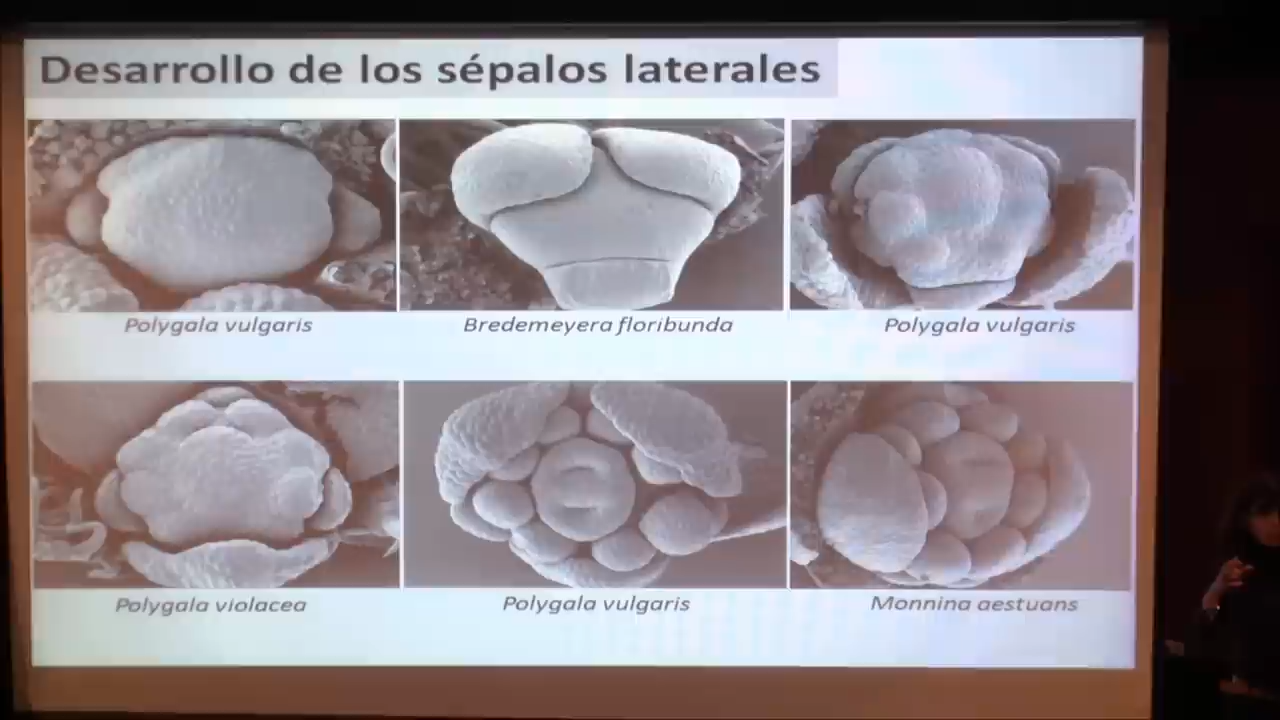 Desarrollo de los sépalos laterales
Polygala vulgaris
Bredemeyera floribunda
Polygala vulgaris
Polygala violacea
Polygala vulgaris
Monnina aestuans